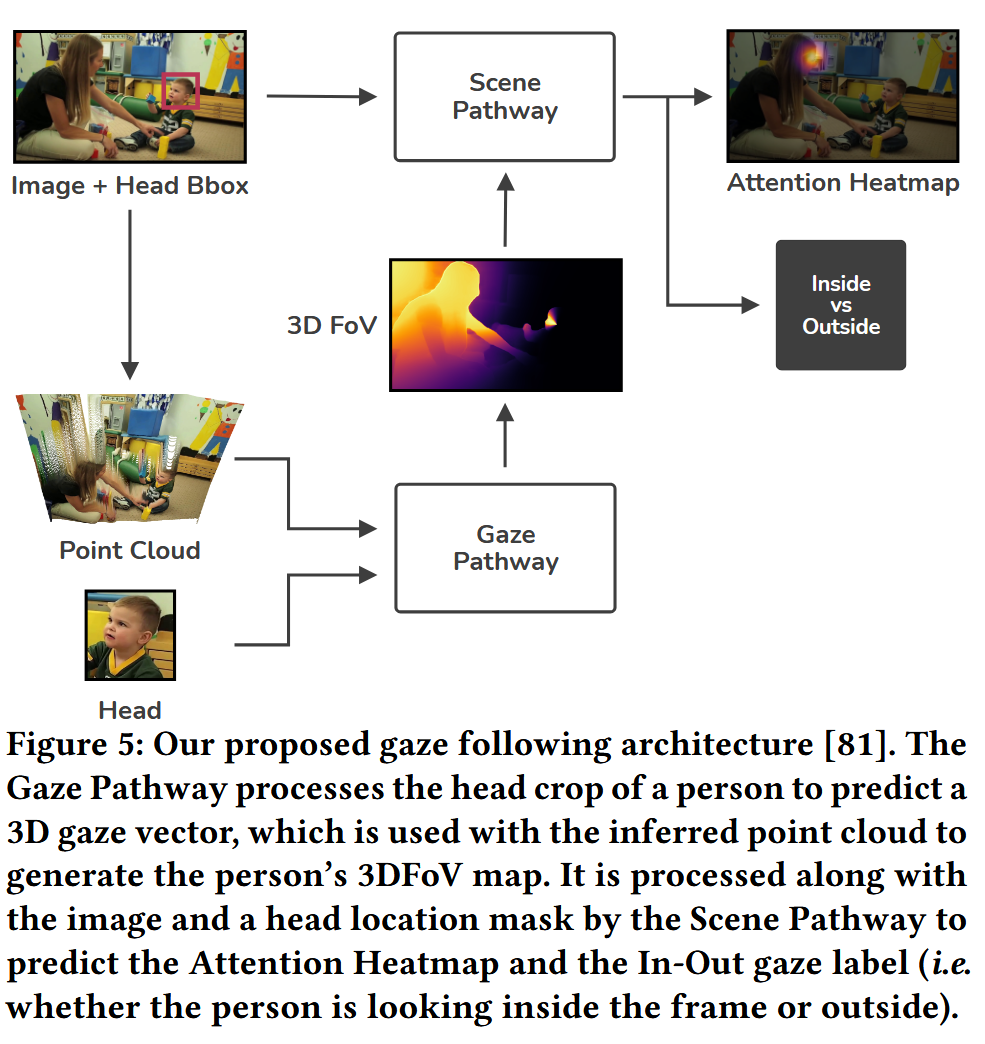 Scene
Pathway
Image + Head Bbox
Attention Heatmap
Inside
vs
Outside
3D FoV
Point Cloud
Gaze
Pathway
Head
Figure 5: Our proposed gaze following architecture [81]. The
Gaze Pathway processes the head crop of a person to predict a
3D gaze vector, which is used with the inferred point cloud to
generate the person’s 3DFoV map. It is processed along with
the image and a head location mask by the Scene Pathway to
predict the Attention Heatmap and the In-Out gaze label (i.e.
whether the person is looking inside the frame or outside).